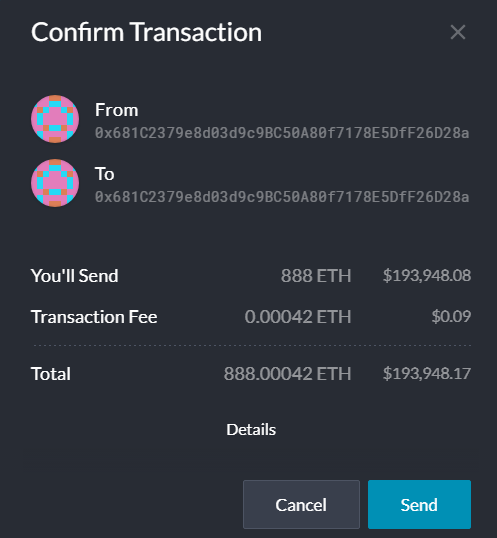 Confirm Transaction
From
0x681C2379e8d03d9c9BC50A80f7178E5DfF26D28a
To
0x681C2379e8d03d9c9BC50A80f7178E5DfF26D28a
You'll Send 888 ETH $193,948.08
Transaction Fee 0.00042 ETH $0.09
Total 888.00042 ETH $193,948.17
Details
Cancel Send